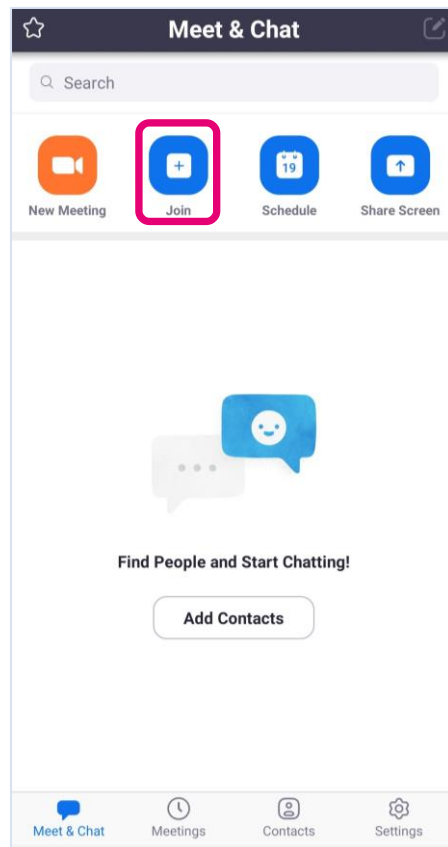 Meet & Chat
Search
19
New Meeting
Join
Schedule
Share Screen
Find People and Start Chatting!
Add Contacts
Meet & Chat
Meetings
Contacts
Settings